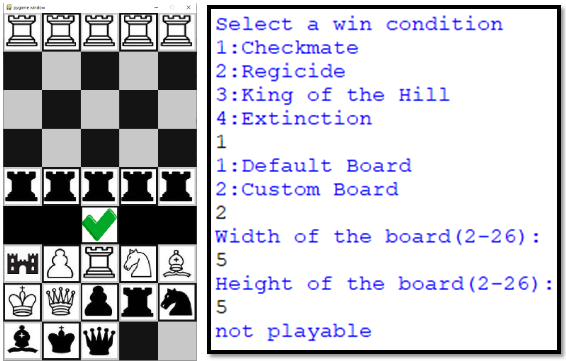 pygame window
Select a win condition
1:Checkmate
2:Regicide
3:King of the Hill
4:Extinction
1
1:Default Board
2:Custom Board
2
Width of the board(2-26):
5
Height of the board(2-26):
5
not playable